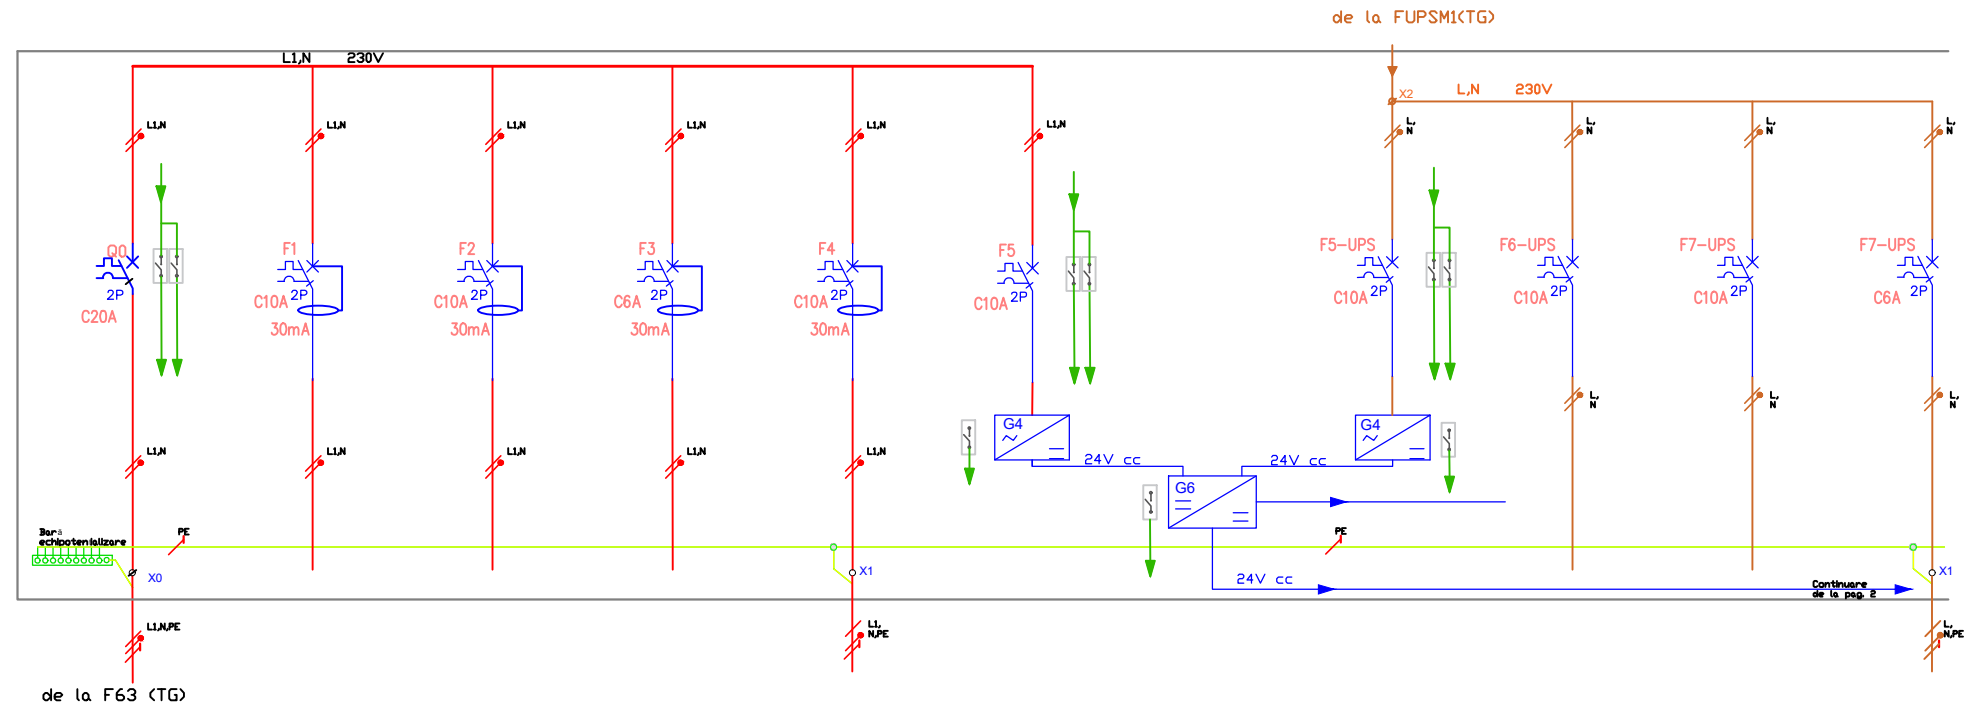 de la FUPSM1(TG)
L1,N 230V
X2
L,N 230V
L1,N
L1,N
L1,N
L1,N
L1,N
L1,N
L,
N
L,
N
L,
N
L,
N
Q0
F1
F2
F3
F4
F5
F5-UPS
F6-UPS
F7-UPS
F7-UPS
2P
2P
2P
2P
2P
2P
2P
2P
2P
2P
C20A
C10A
C10A
C6A
C10A
C10A
C10A
C10A
C10A
C6A
30mA
30mA
30mA
30mA
L,
N
L,
N
L,
N
G4
G4
L1,N
L1,N
L1,N
L1,N
L1,N
24V cc
24V cc
G6
Bară
echipotenializare
PE
PE
X0
X1
X1
24V cc
Continuare
de la pag. 2
L1,N,PE
L1,
N,PE
L,
N,PE
de la F63 (TG)